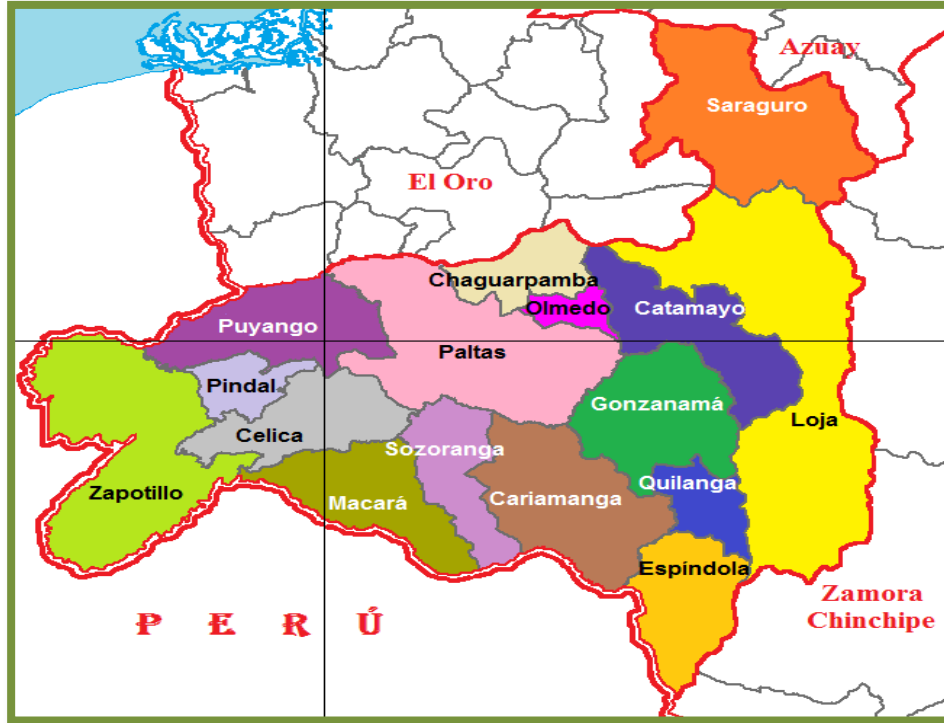 Azuay
Saraguro
El Oro
Chaguarpamba
Olmedo
Catamayo
Puyango
Paltas
Pindal
Gonzanamá
Loja
Celica
Sozoranga
Zapotillo
Macará
Cariamanga
Quilanga
Espíndola
Zamora
Chinchipe
PERÚ